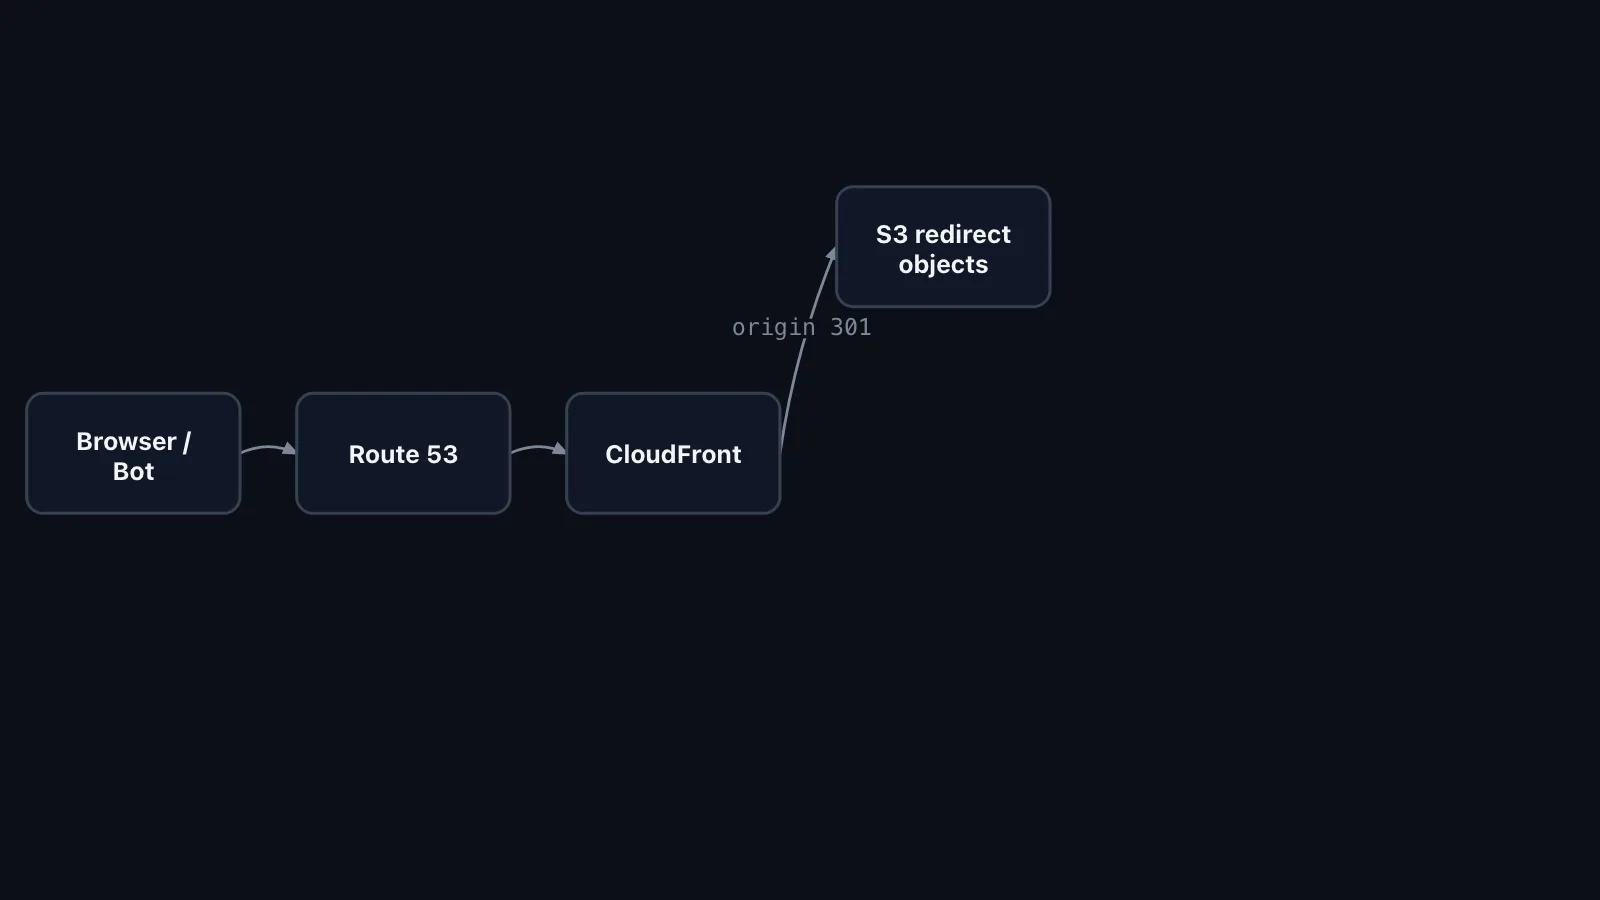 S3 redirect
objects
origin 301
Browser /
Bot
Route 53
CloudFront